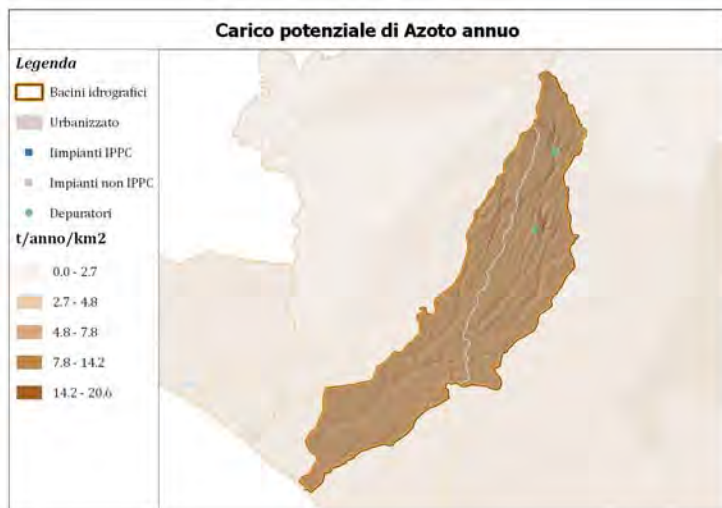 Carico potenziale di Azoto annuo
Legenda
Bacini idrografici
Urbanizzato
Iimpianti IPPC
Impianti non IPPC
Depuratori
t/anno/km2
0.0 - 2.7
2.7 - 4.8
4.8 - 7.8
7.8 - 14.2
14.2 - 20.6